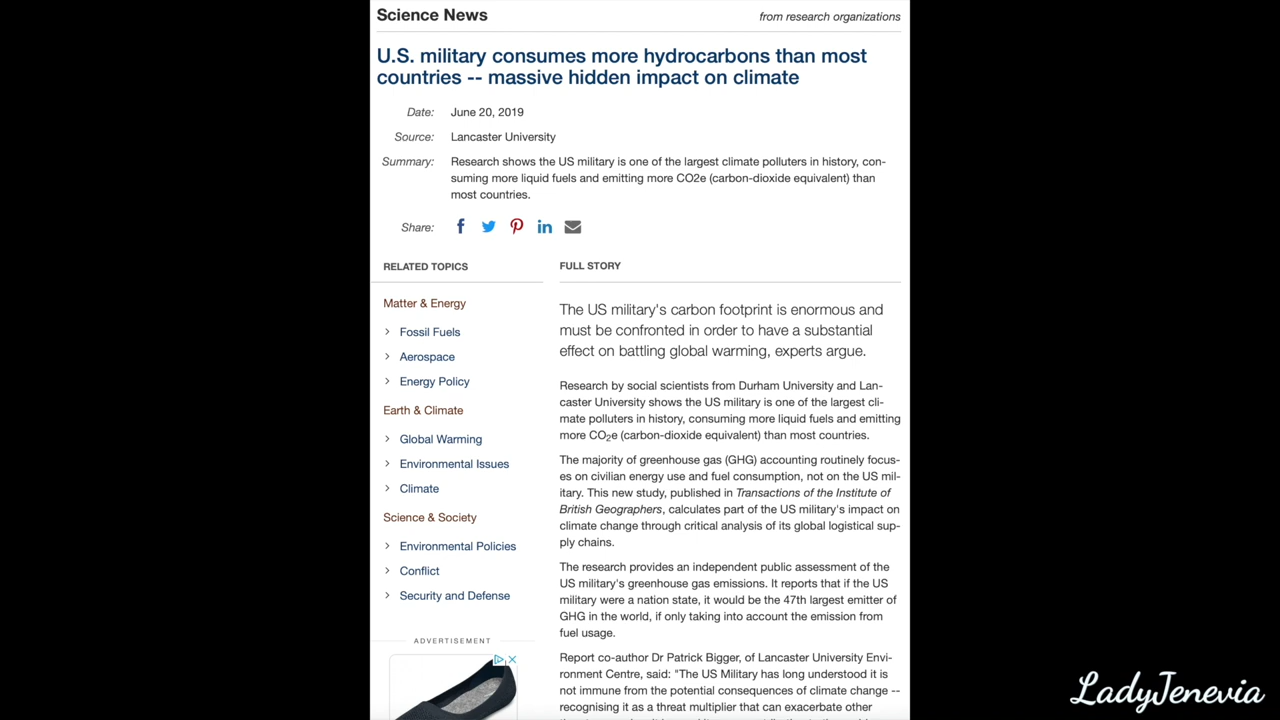 Science News
from research organizations
U.S. military consumes more hydrocarbons than most
countries -- massive hidden impact on climate
Date: June 20, 2019
Source: Lancaster University
Summary: Research shows the US military is one of the largest climate polluters in history, con-
suming more liquid fuels and emitting more CO2e (carbon-dioxide equivalent) than
most countries.
Share:
RELATED TOPICS
Matter & Energy
Fossil Fuels
Aerospace
Energy Policy
Earth & Climate
Global Warming
Environmental Issues
Climate
Science & Society
Environmental Policies
Conflict
Security and Defense
ADVERTISEMENT
FULL STORY
The US military's carbon footprint is enormous and
must be confronted in order to have a substantial
effect on battling global warming, experts argue.
Research by social scientists from Durham University and Lan-
caster University shows the US military is one of the largest cli-
mate polluters in history, consuming more liquid fuels and emitting
more CO2e (carbon-dioxide equivalent) than most countries.
The majority of greenhouse gas (GHG) accounting routinely focus-
es on civilian energy use and fuel consumption, not on the US mil-
itary. This new study, published in Transactions of the Institute of
British Geographers, calculates part of the US military's impact on
climate change through critical analysis of its global logistical sup-
ply chains.
The research provides an independent public assessment of the
US military's greenhouse gas emissions. It reports that if the US
military were a nation state, it would be the 47th largest emitter of
GHG in the world, if only taking into account the emission from
fuel usage.
Report co-author Dr Patrick Bigger, of Lancaster University Envi-
ronment Centre, said: "The US Military has long understood it is
not immune from the potential consequences of climate change --
recognising it as a threat multiplier that can exacerbate other
LadyJenevia